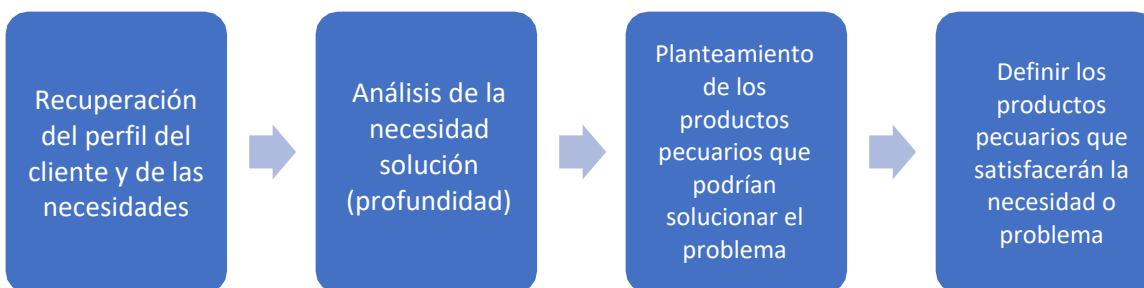 Recuperación
del perfil del
cliente y de las
necesidades
Análisis de la
necesidad
solución
(profundidad)
Planteamiento
de los
productos
pecuarios que
podrían
solucionar el
problema
Definir los
productos
pecuarios que
satisfacerán la
necesidad o
problema